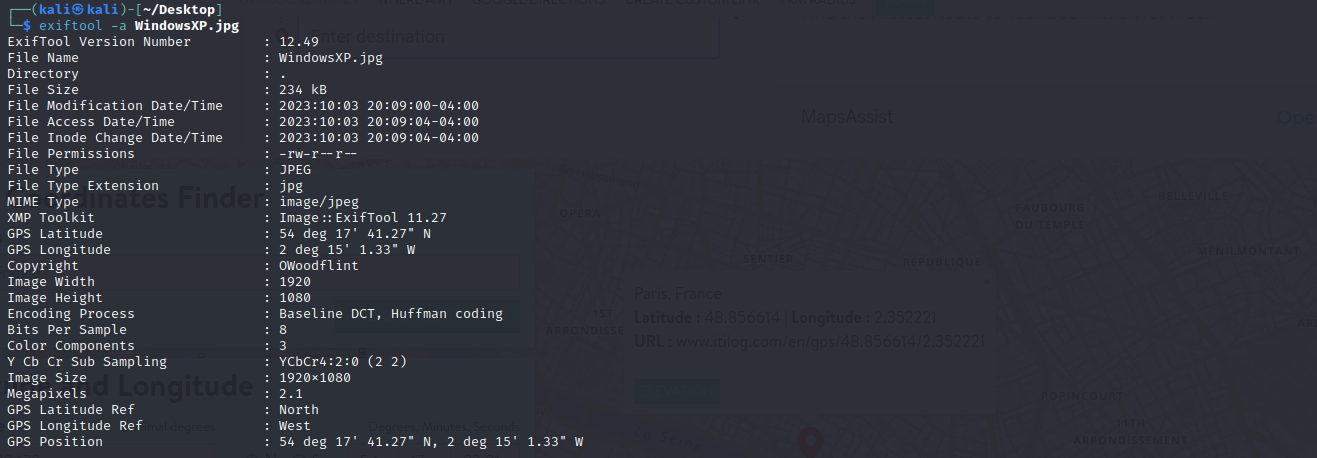 ┌──(kali㉿kali)-[~/Desktop]
└─$ exiftool -a WindowsXP.jpg
ExifTool Version Number : 12.49
File Name : WindowsXP.jpg
Directory : .
File Size : 234 kB
File Modification Date/Time : 2023:10:03 20:09:00-04:00
File Access Date/Time : 2023:10:03 20:09:04-04:00
File Inode Change Date/Time : 2023:10:03 20:09:04-04:00
File Permissions : -rw-r--r--
File Type : JPEG
File Type Extension : jpg
MIME Type : image/jpeg
XMP Toolkit : Image::ExifTool 11.27
GPS Latitude : 54 deg 17' 41.27" N
GPS Longitude : 2 deg 15' 1.33" W
Copyright : OWoodflint
Image Width : 1920
Image Height : 1080
Encoding Process : Baseline DCT, Huffman coding
Bits Per Sample : 8
Color Components : 3
Y Cb Cr Sub Sampling : YCbCr4:2:0 (2 2)
Image Size : 1920×1080
Megapixels : 2.1
GPS Latitude Ref : North
GPS Longitude Ref : West
GPS Position : 54 deg 17' 41.27" N, 2 deg 15' 1.33" W
Enter destination
MapsAssist
Coordinates Finder
OPÉRA
SENTIER
REPUBLIQUE
FAUBOURG
DU TEMPLE
BELLEVILLE
MENILMONTANT
1ST
ARRONDISSE
Paris, France
Latitude : 48.856614 | Longitude : 2.352221
URL : www.itilog.com/en/gps/48.856614/2.352221
and Longitude
Degrees, Minutes, Seconds
11TH
ARRONDISSEMENT